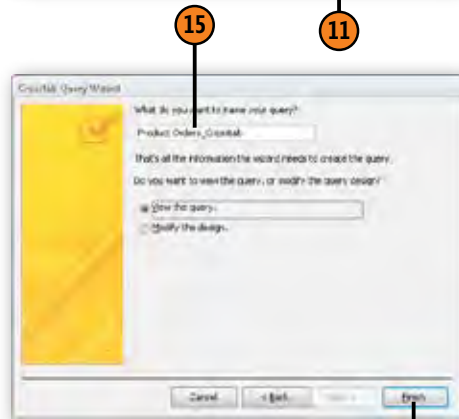 15
11
Crosstab Query Wizard
What do you want to name your query?
Product Orders_Crosstab
That's all the information the wizard needs to create the query.
Do you want to view the query, or modify the query design?
View the query.
Modify the design.
Cancel < Back Next > Finish